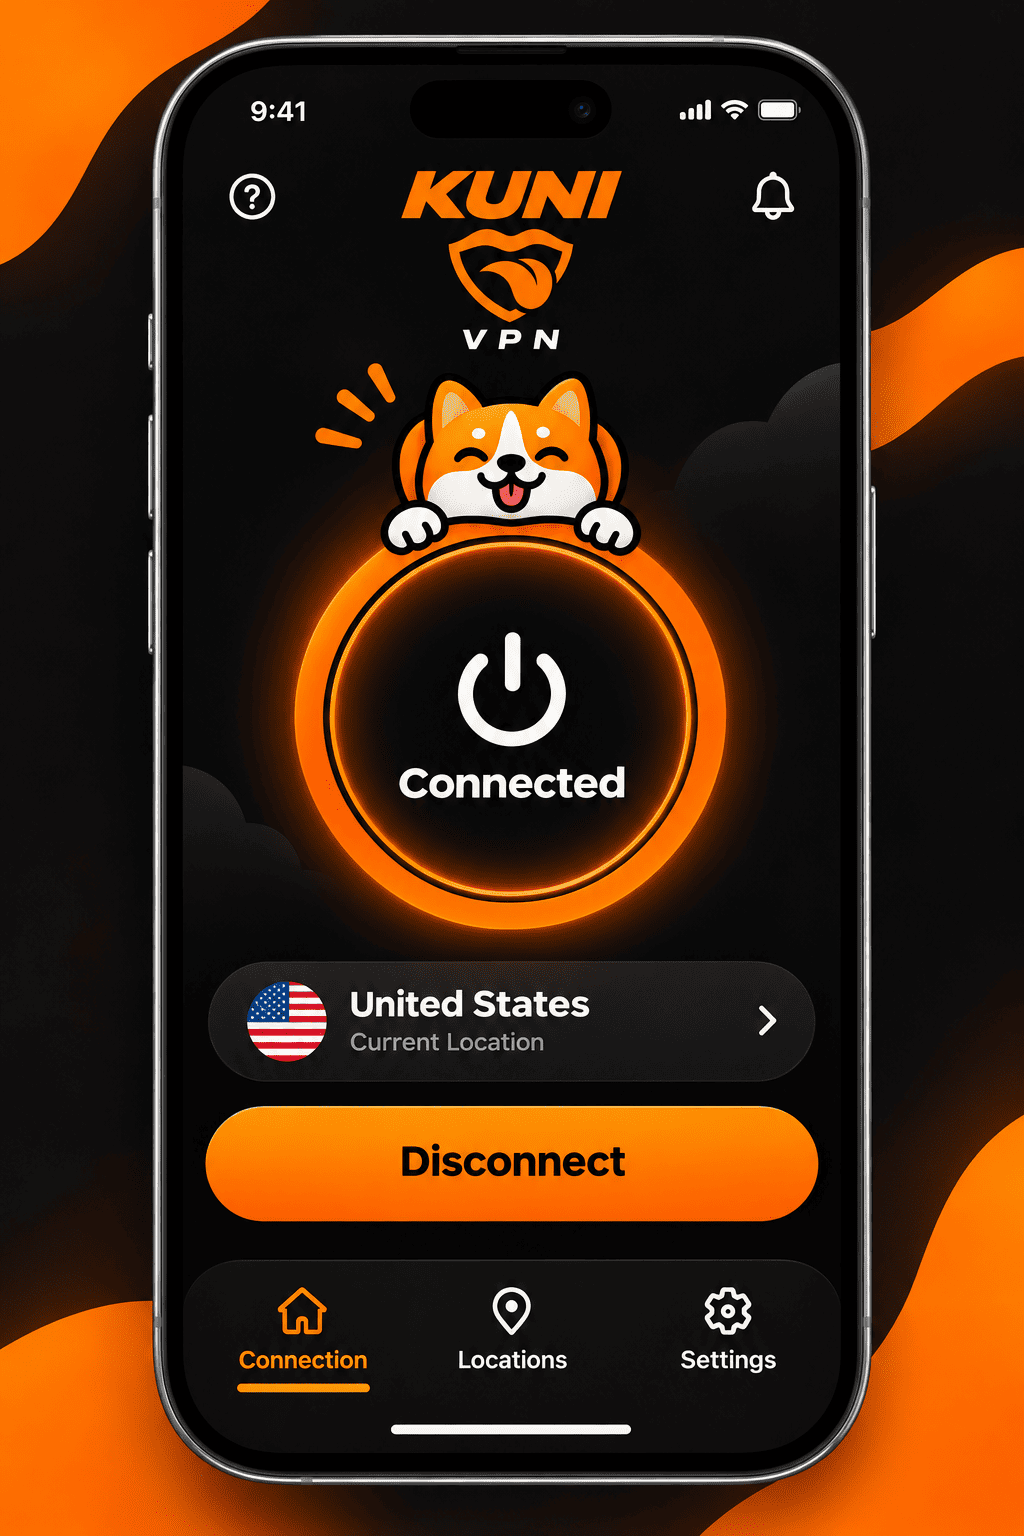 9:41
KUNI
VPN
Connected
United States
Current Location
Disconnect
Connection
Locations
Settings